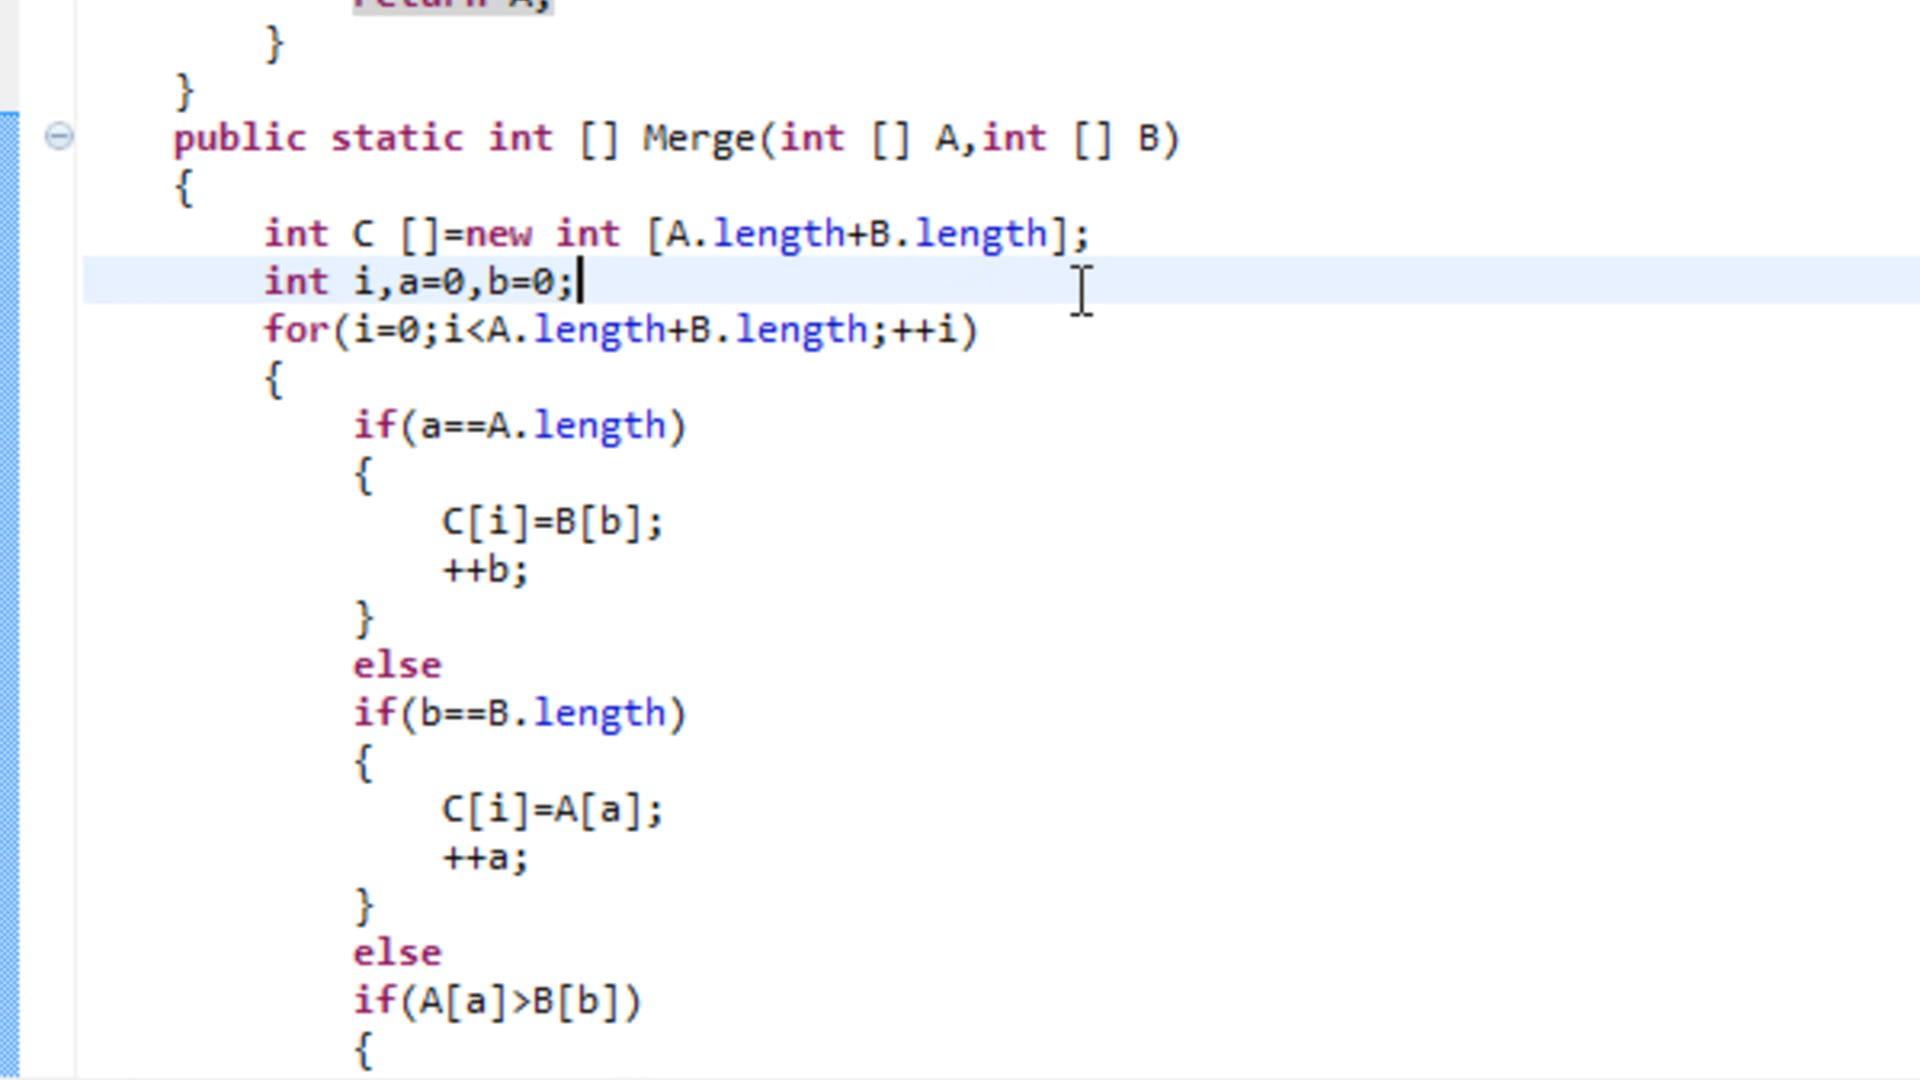 return A;
}
}
public static int [] Merge(int [] A,int [] B)
{
int C []=new int [A.length+B.length];
int i,a=0,b=0;
for(i=0;i<A.length+B.length;++i)
{
if(a==A.length)
{
C[i]=B[b];
++b;
}
else
if(b==B.length)
{
C[i]=A[a];
++a;
}
else
if(A[a]>B[b])
{